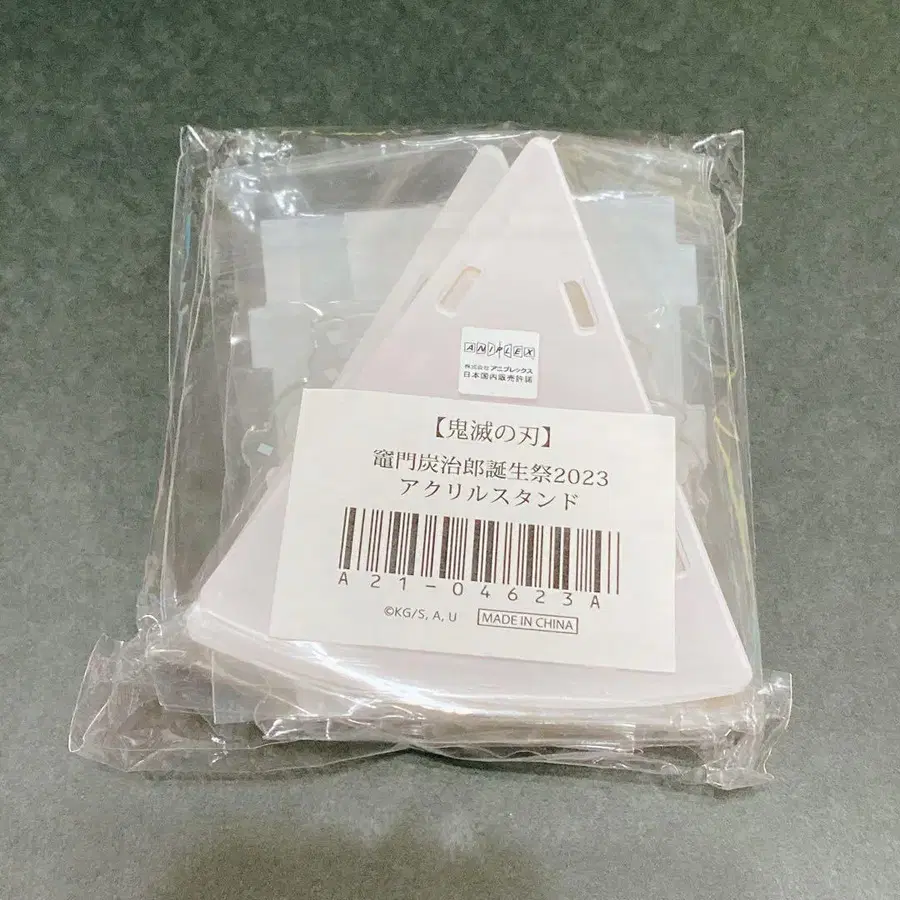 ANIPLEX
株式会社アニプレックス
日本国内販売許諾
【鬼滅の刃】
竈門炭治郎誕生祭2023
アクリルスタンド
A21-04623A
©KG/S, A, U
MADE IN CHINA